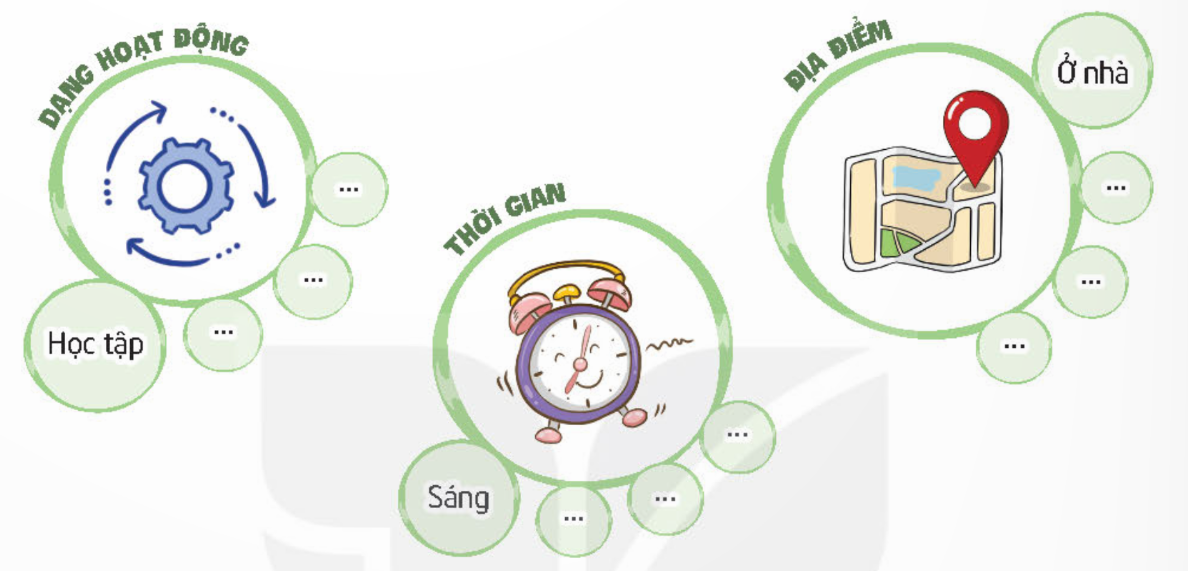 DẠNG HOẠT ĐỘNG
...
...
...
Học tập
THỜI GIAN
Sáng
...
...
...
ĐỊA ĐIỂM
Ở nhà
...
...
...